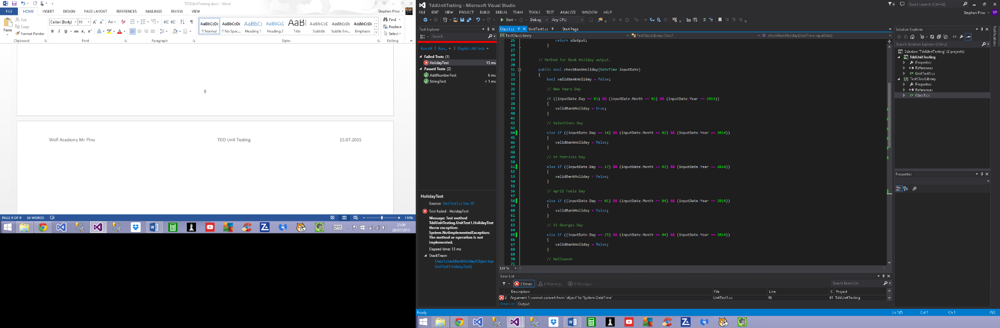 TDDUnitTesting.docx - Word
FILE HOME INSERT DESIGN PAGE LAYOUT REFERENCES MAILINGS REVIEW VIEW
Stephen Pino
Paste
Cut
Copy
Format Painter
Calibri (Body) 11
AaBbCcDc AaBbCcDc AaBbCc AaBbCcE AaBl AaBbCcD AaBbCcDc AaBbCcDc
¶ Normal ¶ No Spac... Heading 1 Heading 2 Title Subtitle Subtle Em... Emphasis
Find
Replace
Select
Clipboard Font Paragraph Styles Editing
8
Wolf Academy Mr Pino TDD Unit Testing 13.07.2015
PAGE 9 OF 9 65 WORDS 110%
21:09
20/07/2015
TddUnitTesting - Microsoft Visual Studio
6 Quick Launch (Ctrl+Q)
FILE EDIT VIEW PROJECT BUILD DEBUG TEAM TOOLS TEST ANALYZE WINDOW HELP
Stephen Pino SP
Start Debug Any CPU
Test Explorer
Search
Run All | Run... | Playlist : All Tests
Failed Tests (1)
HolidayTest 15 ms
Passed Tests (2)
AddNumberTest 6 ms
StringTest < 1 ms
HolidayTest
Source: UnitTest1.cs line 39
Test Failed - HolidayTest
Message: Test method
TddUnitTesting.UnitTest1.HolidayTest
threw exception:
System.NotImplementedException:
The method or operation is not
implemented.
Elapsed time: 15 ms
StackTrace:
Class1.checkBankHoliday(Object inpu
UnitTest1.HolidayTest()
Class1.cs UnitTest1.cs Start Page
TestClassLibrary TestClassLibrary.Class1 checkBankHoliday(DateTime inputDate)
25 return sOutput;
26 }
27
28
29 // Method for Bank Holiday output.
30
31 public bool checkBankHoliday(DateTime inputDate)
32 {
33 bool validBankHoliday = false;
34
35 // New Years Day
36
37 if ((inputDate.Day == 01) && (inputDate.Month == 01) && (inputDate.Year == 2014))
38 {
39 validBankHoliday = true;
40 }
41
42 // Valentines Day
43
44 else if ((inputDate.Day == 14) && (inputDate.Month == 02) && (inputDate.Year == 2014))
45 {
46 validBankHoliday = false;
47 }
48
49 // St Patricks Day
50
51 else if ((inputDate.Day == 17) && (inputDate.Month == 03) && (inputDate.Year == 2014))
52 {
53 validBankHoliday = false;
54 }
55
56 // April Fools Day
57
58 else if ((inputDate.Day == 01) && (inputDate.Month == 04) && (inputDate.Year == 2014))
59 {
60 validBankHoliday = false;
61 }
62
63 // St Georges Day
64
65 else if ((inputDate.Day == 23) && (inputDate.Month == 04) && (inputDate.Year == 2014))
66 {
67 validBankHoliday = false;
68 }
69
70 // Halloween
71
100 %
Error List
2 Errors 0 Warnings 0 Messages Search Error List
Description File Line C Project
2 Argument 1: cannot convert from 'object' to 'System.DateTime' UnitTest1.cs 46 61 TddUnitTesting
Error List Output
Solution Explorer
Search Solution Explorer (Ctrl+;)
Solution 'TddUnitTesting' (2 projects)
TddUnitTesting
Properties
References
UnitTest1.cs
TestClassLibrary
Properties
References
Class1.cs
Properties
Notifications
Ready Ln 105 Col 1 Ch 1 INS